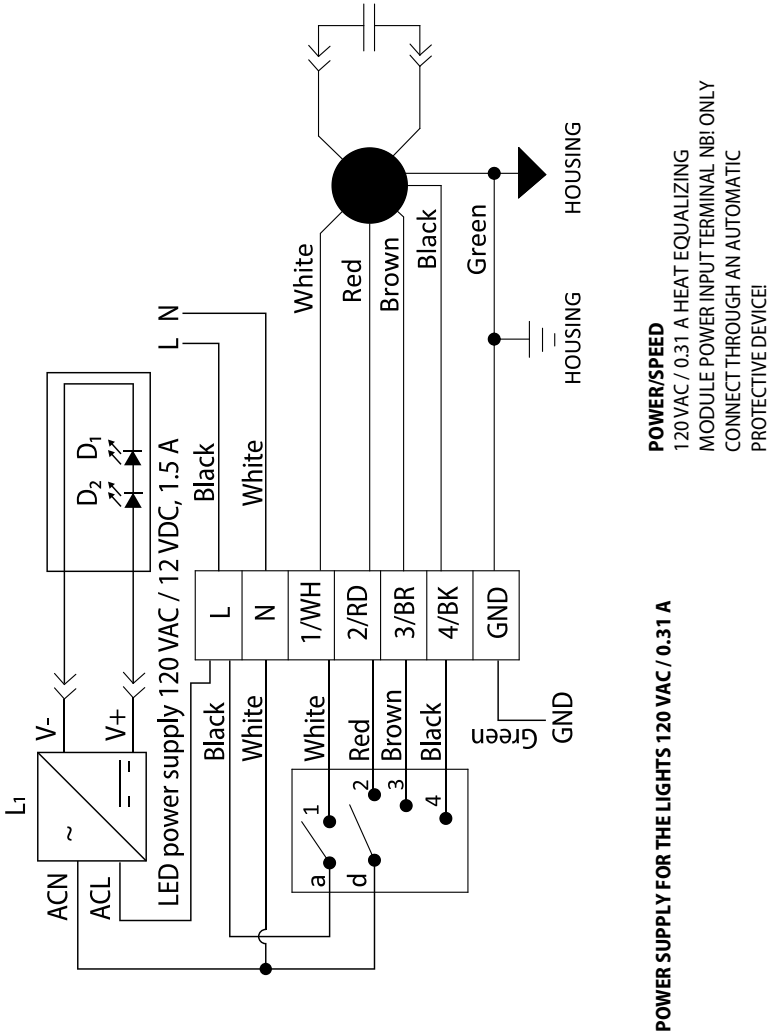 L1
ACN
ACL
V-
V+
~
D2
D1
LED power supply 120 VAC / 12 VDC, 1.5 A
L
N
Black
White
Black
White
White
Red
Brown
Black
Green
GND
L
N
1/WH
2/RD
3/BR
4/BK
GND
a
1
d
2
3
4
White
Red
Brown
Black
Green
HOUSING
HOUSING
POWER SUPPLY FOR THE LIGHTS 120 VAC / 0.31 A
POWER/SPEED
120 VAC / 0.31 A HEAT EQUALIZING
MODULE POWER INPUT TERMINAL NB! ONLY
CONNECT THROUGH AN AUTOMATIC
PROTECTIVE DEVICE!